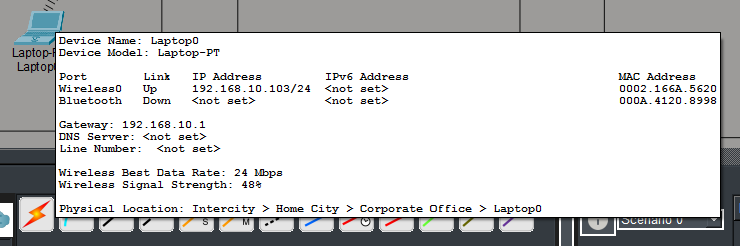 Laptop-
Laptop
Device Name: Laptop0
Device Model: Laptop-PT
Port Link IP Address IPv6 Address MAC Address
Wireless0 Up 192.168.10.103/24 <not set> 0002.166A.5620
Bluetooth Down <not set> <not set> 000A.4120.8998
Gateway: 192.168.10.1
DNS Server: <not set>
Line Number: <not set>
Wireless Best Data Rate: 24 Mbps
Wireless Signal Strength: 48%
Physical Location: Intercity > Home City > Corporate Office > Laptop0
S M
Scenario 0